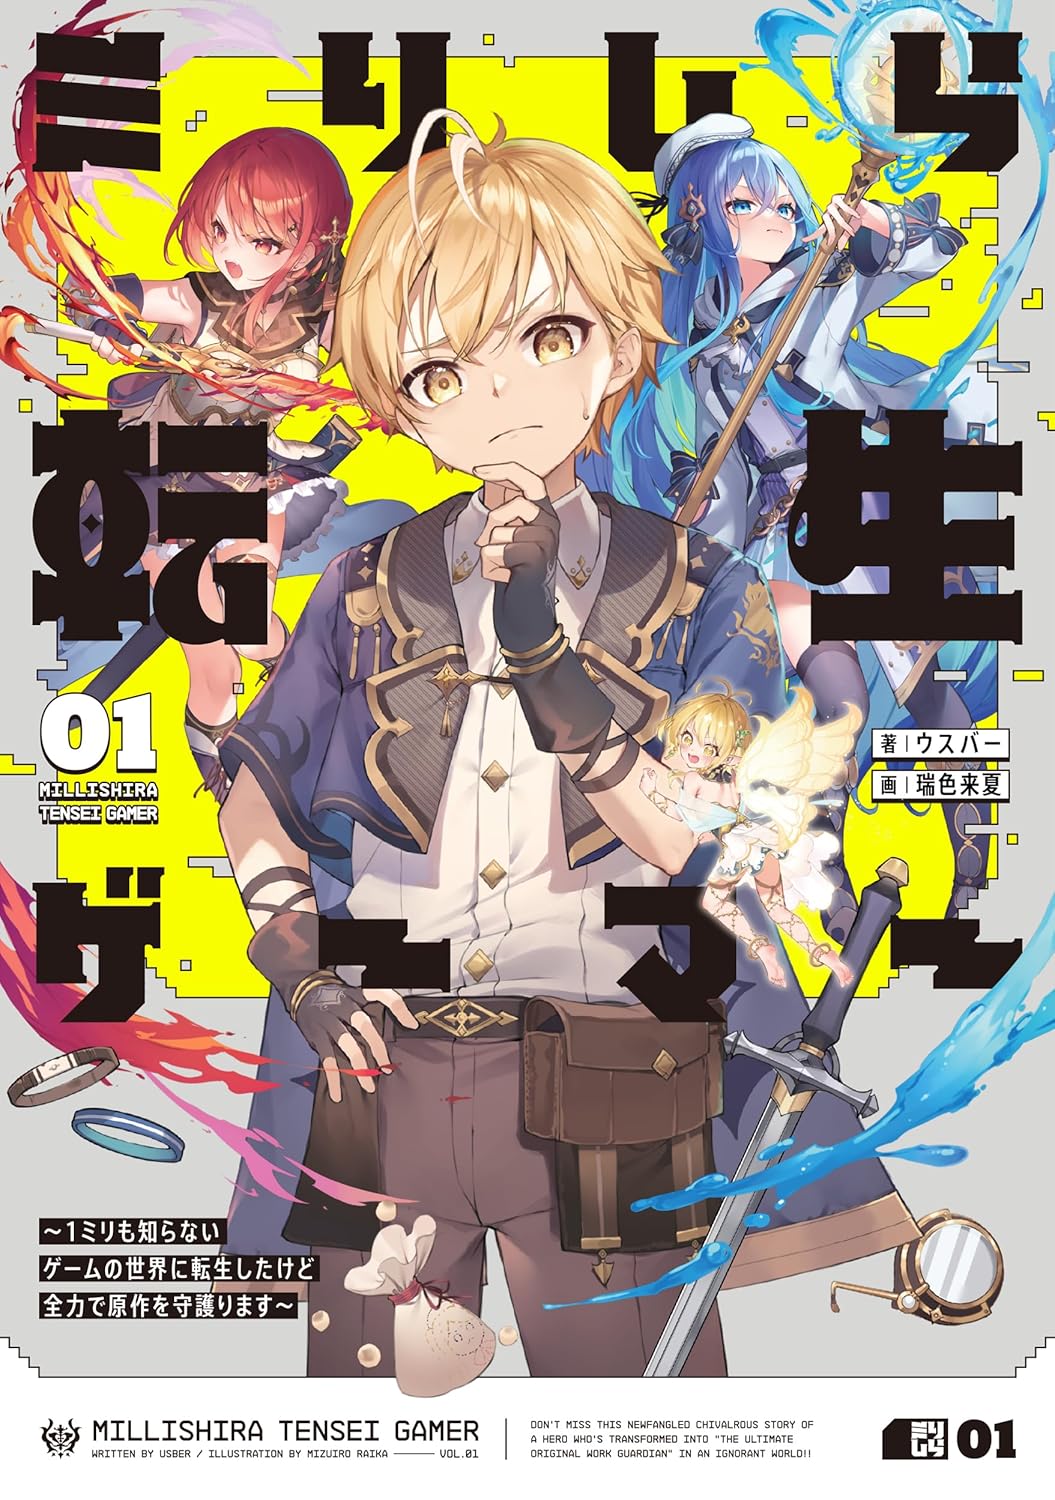 ミリしら
転生
ゲーマー
01
MILLISHIRA
TENSEI GAMER
著 | ウスバー
画 | 瑞色来夏
～1ミリも知らない
ゲームの世界に転生したけど
全力で原作を守護ります～
MILLISHIRA TENSEI GAMER
WRITTEN BY USBER / ILLUSTRATION BY MIZUIRO RAIKA ——— VOL.01
DON'T MISS THIS NEWFANGLED CHIVALROUS STORY OF
A HERO WHO'S TRANSFORMED INTO "THE ULTIMATE
ORIGINAL WORK GUARDIAN" IN AN IGNORANT WORLD!!
ミリしら 01